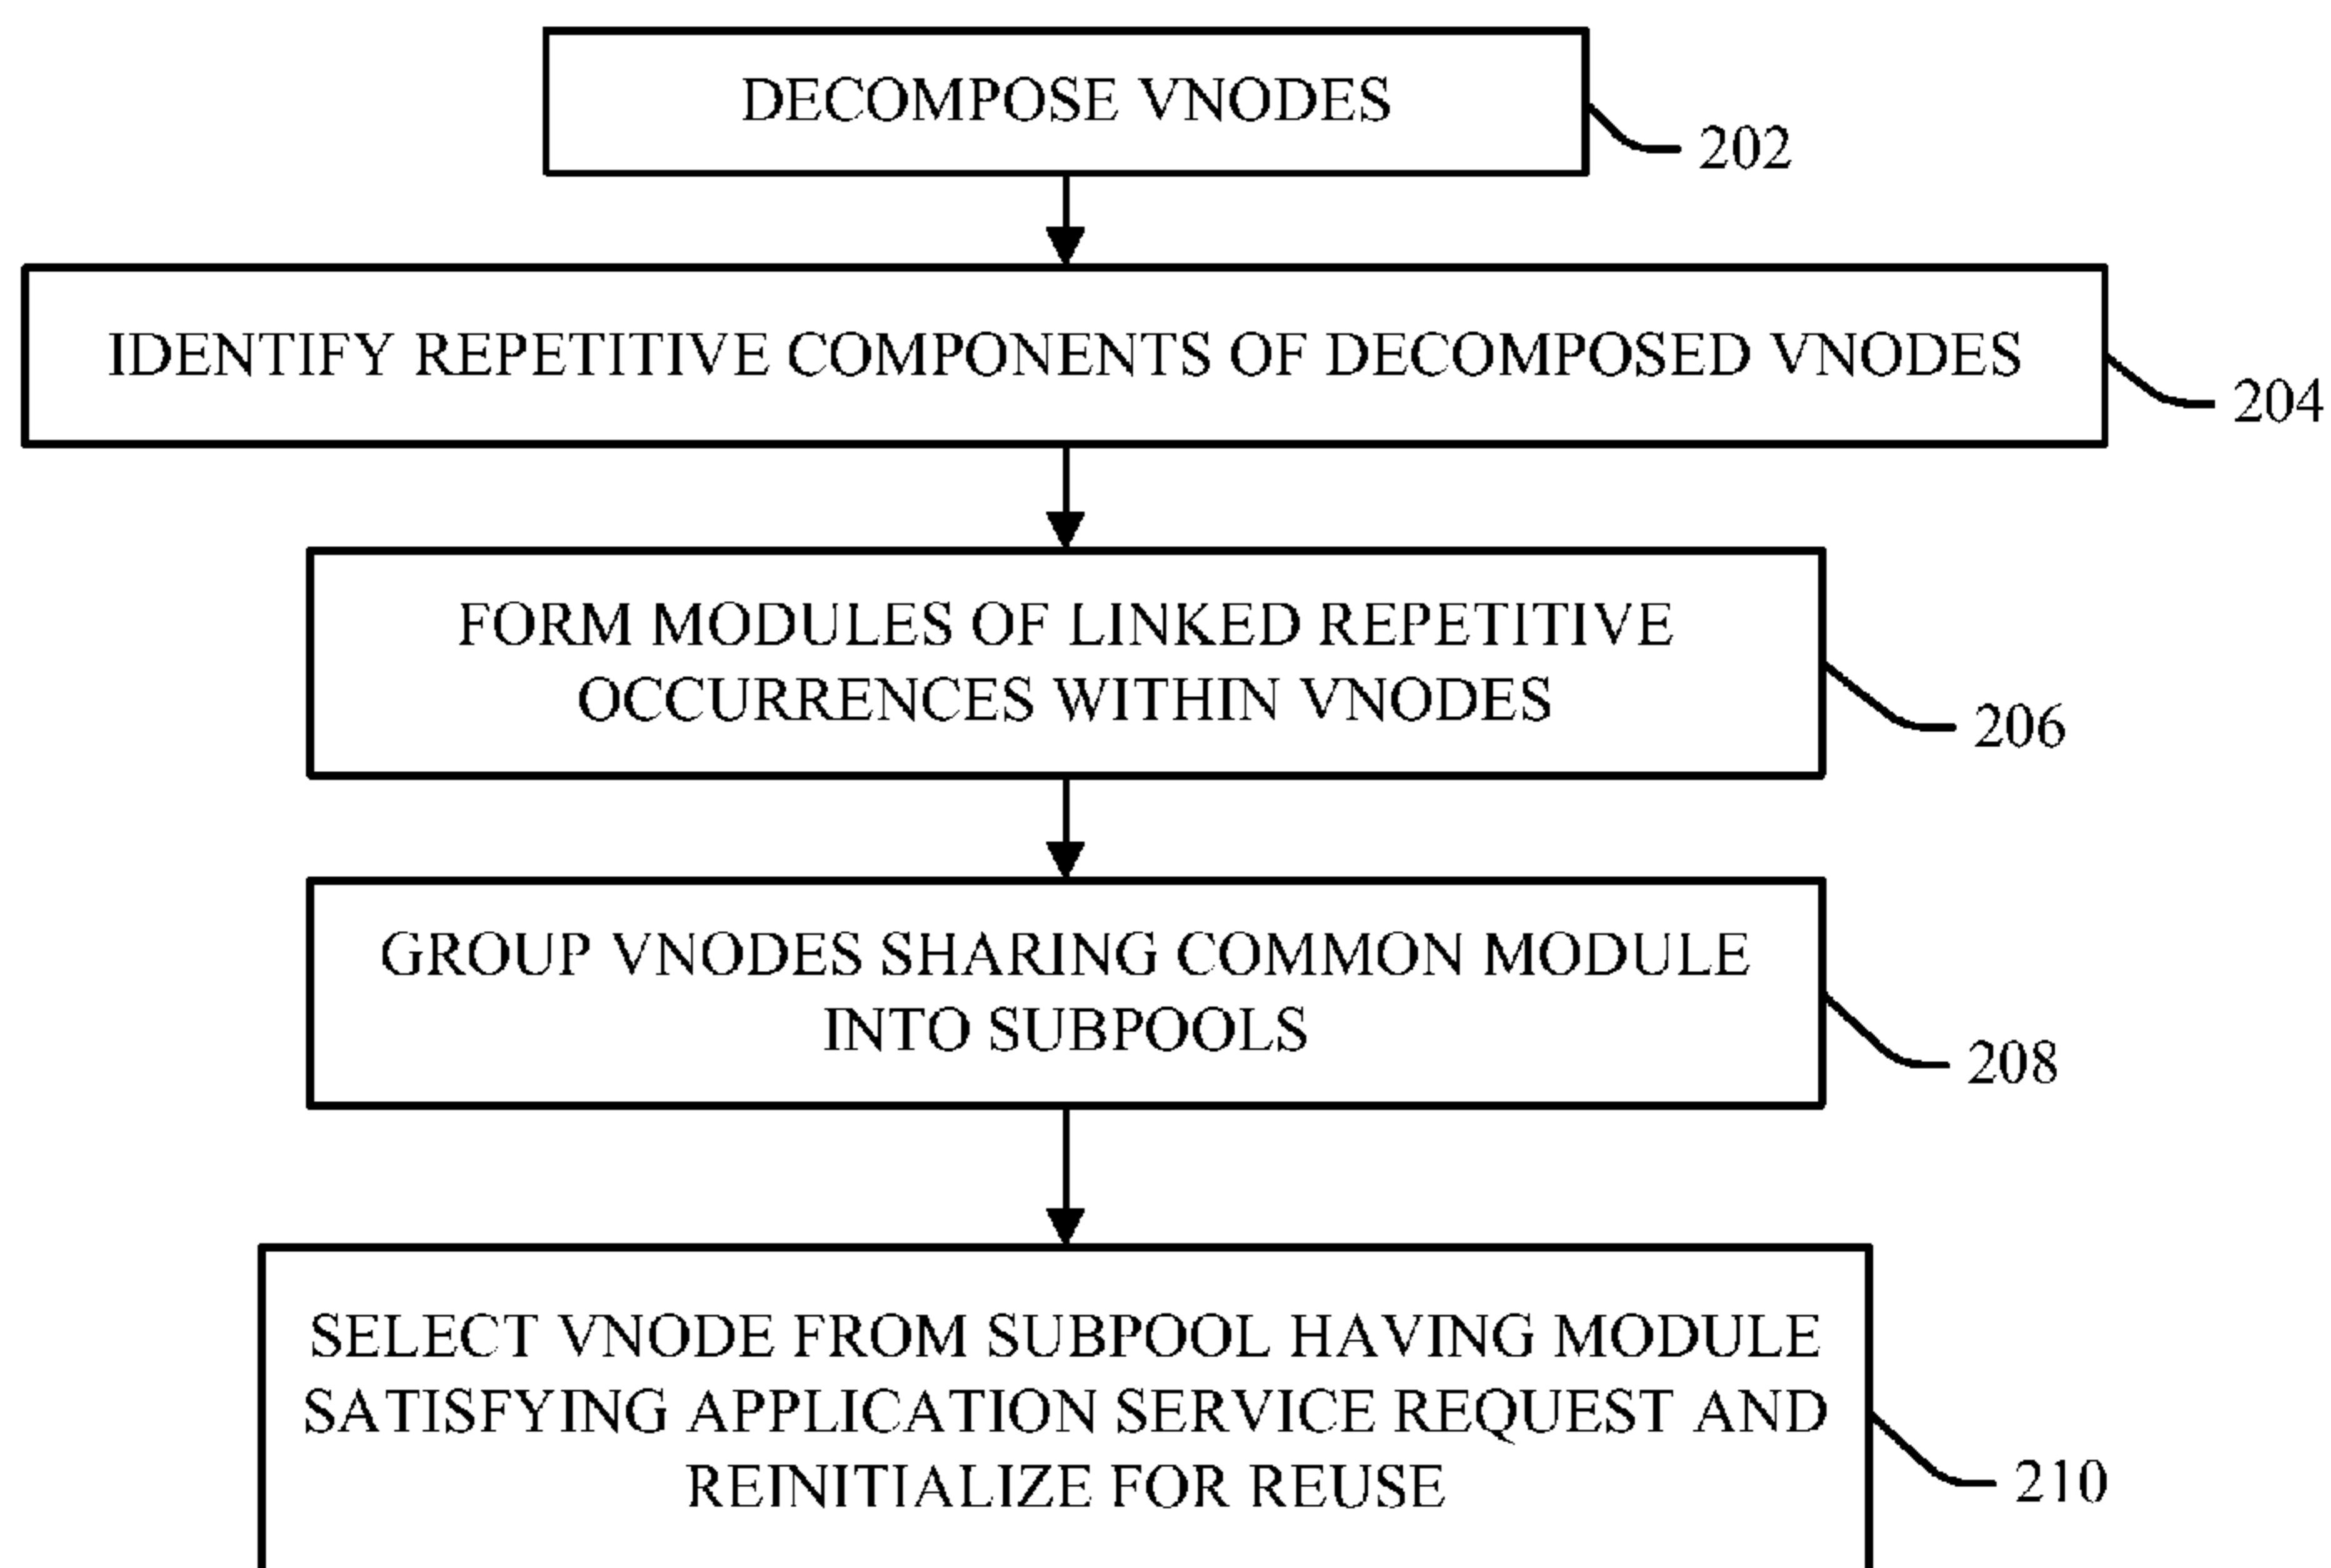 DECOMPOSE VNODES
202
IDENTIFY REPETITIVE COMPONENTS OF DECOMPOSED VNODES
204
FORM MODULES OF LINKED REPETITIVE
OCCURRENCES WITHIN VNODES
206
GROUP VNODES SHARING COMMON MODULE
INTO SUBPOOLS
208
SELECT VNODE FROM SUBPOOL HAVING MODULE
SATISFYING APPLICATION SERVICE REQUEST AND
REINITIALIZE FOR REUSE
210